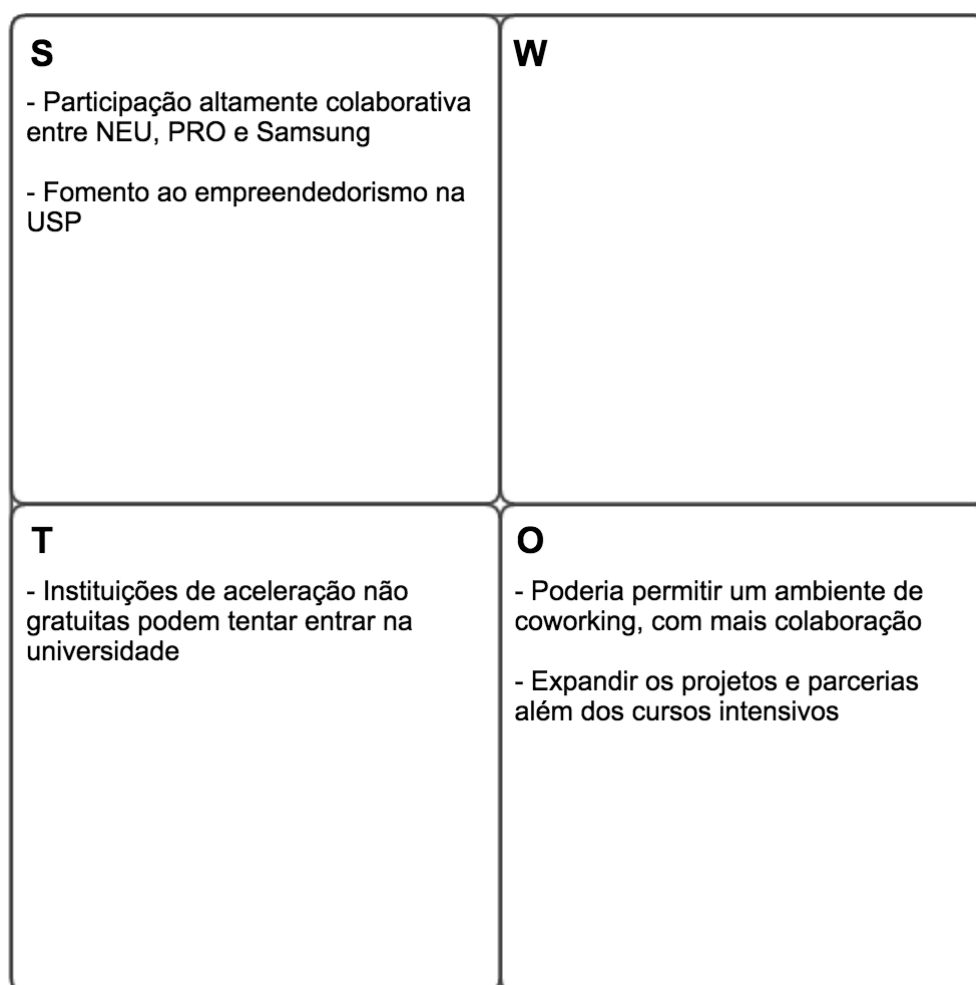 S
- Participação altamente colaborativa
entre NEU, PRO e Samsung
- Fomento ao empreendedorismo na
USP
W
T
- Instituições de aceleração não
gratuitas podem tentar entrar na
universidade
O
- Poderia permitir um ambiente de
coworking, com mais colaboração
- Expandir os projetos e parcerias
além dos cursos intensivos